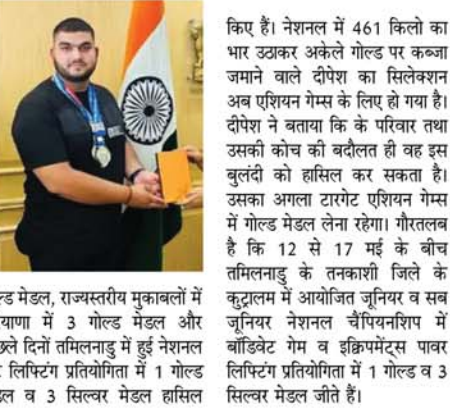 ल्ड मेडल, राज्यस्तरीय मुकाबलों में
याणा में 3 गोल्ड मेडल और
छले दिनों तमिलनाडु में हुई नेशनल
लिफ्टिंग प्रतियोगिता में 1 गोल्ड
डल व 3 सिल्वर मेडल हासिल
किए हैं। नेशनल में 461 किलो का
भार उठाकर अकेले गोल्ड पर कब्जा
जमाने वाले दीपेश का सिलेक्शन
अब एशियन गेम्स के लिए हो गया है।
दीपेश ने बताया कि के परिवार तथा
उसकी कोच की बदौलत ही वह इस
बुलंदी को हासिल कर सकता है।
उसका अगला टारगेट एशियन गेम्स
में गोल्ड मेडल लेना रहेगा। गौरतलब
है कि 12 से 17 मई के बीच
तमिलनाडु के तनकाशी जिले के
कुट्रालम में आयोजित जूनियर व सब
जूनियर नेशनल चैंपियनशिप में
बॉडिवेट गेम व इक्विपमेंट्स पावर
लिफ्टिंग प्रतियोगिता में 1 गोल्ड व 3
सिल्वर मेडल जीते हैं।